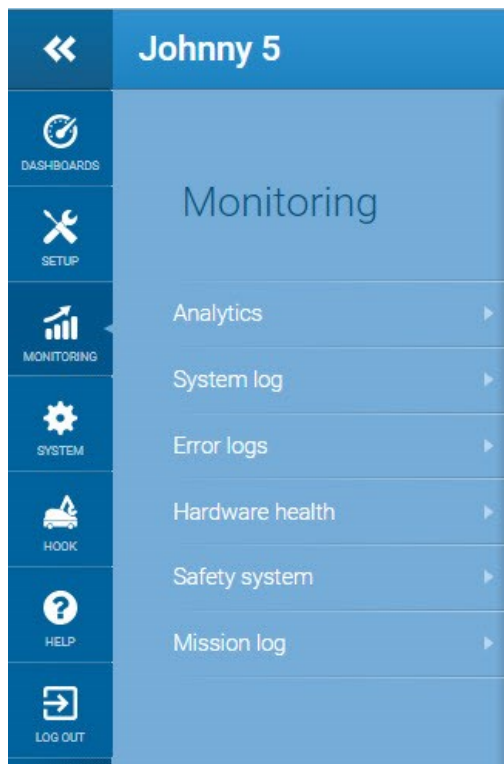 Johnny 5
DASHBOARDS
SETUP
MONITORING
SYSTEM
HOOK
HELP
LOG OUT
Monitoring
Analytics
System log
Error logs
Hardware health
Safety system
Mission log